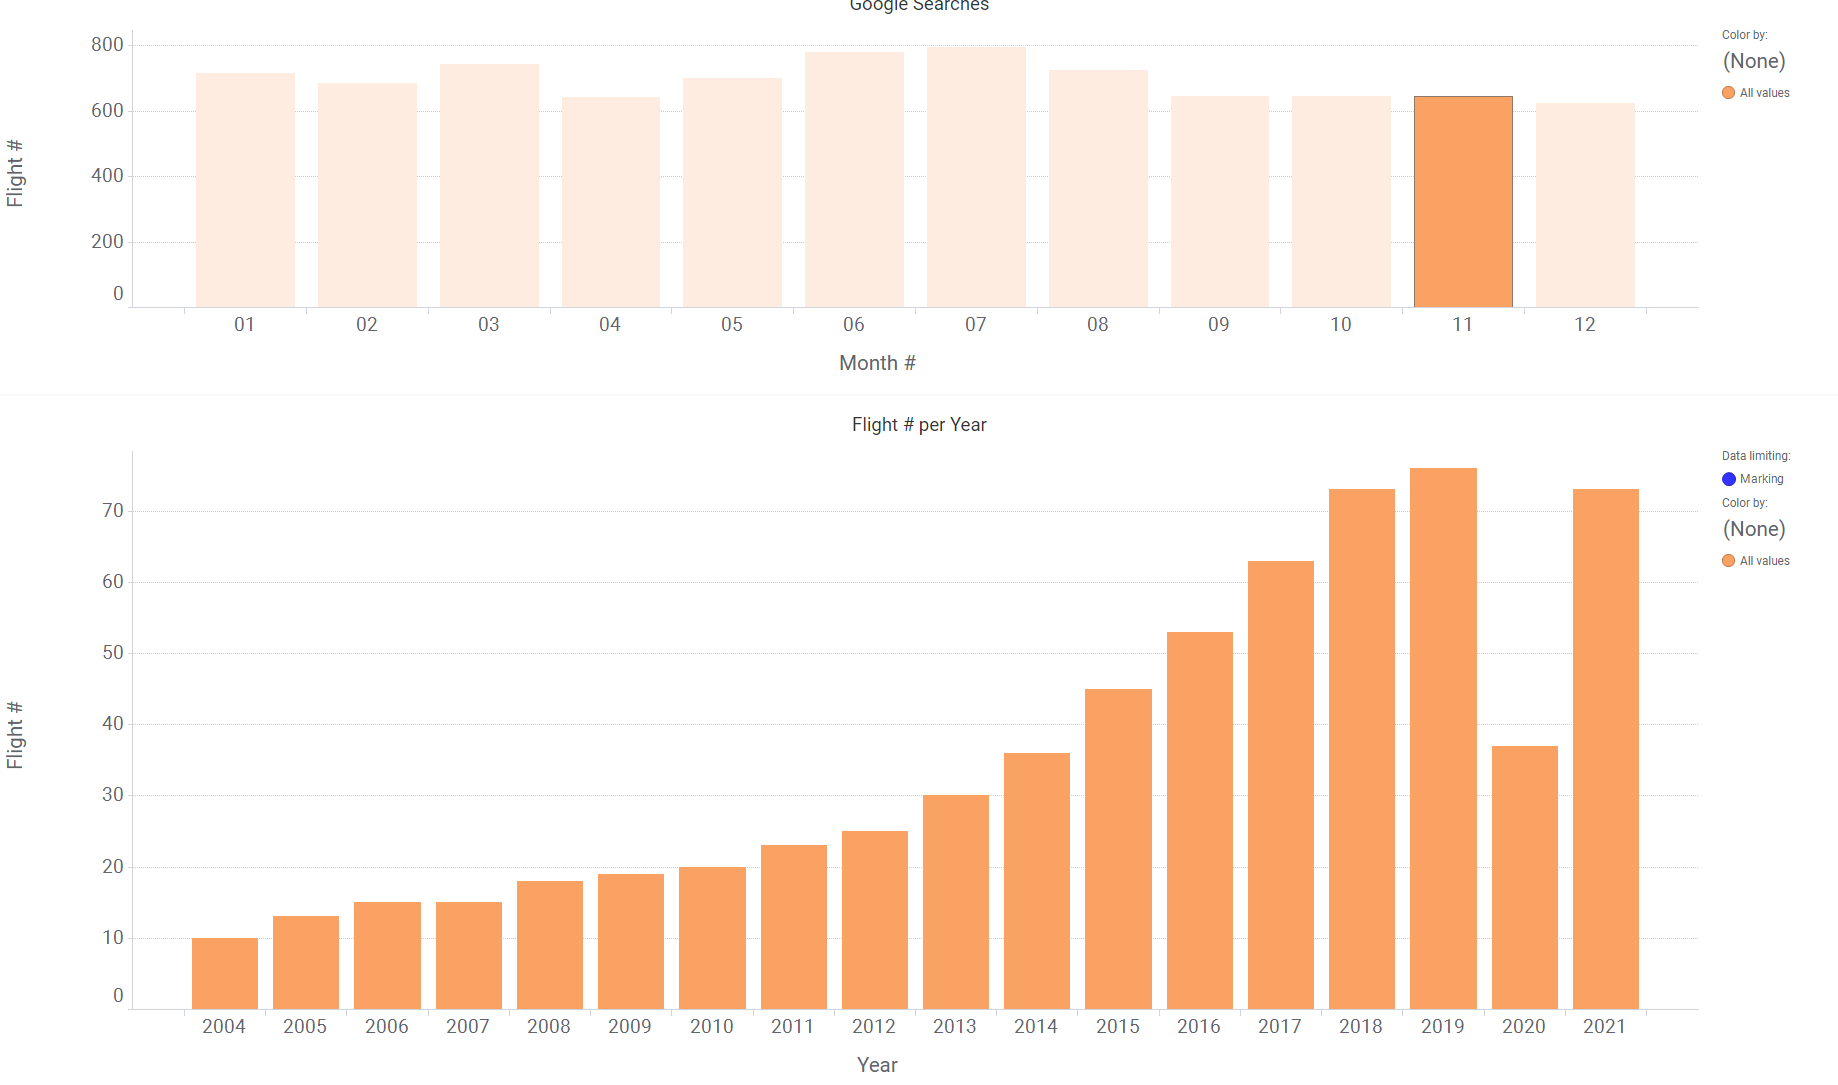 Google Searches
Color by:
(None)
All values
800
600
400
200
0
Flight #
01 02 03 04 05 06 07 08 09 10 11 12
Month #
Flight # per Year
Data limiting:
Marking
Color by:
(None)
All values
70
60
50
40
30
20
10
0
Flight #
2004 2005 2006 2007 2008 2009 2010 2011 2012 2013 2014 2015 2016 2017 2018 2019 2020 2021
Year